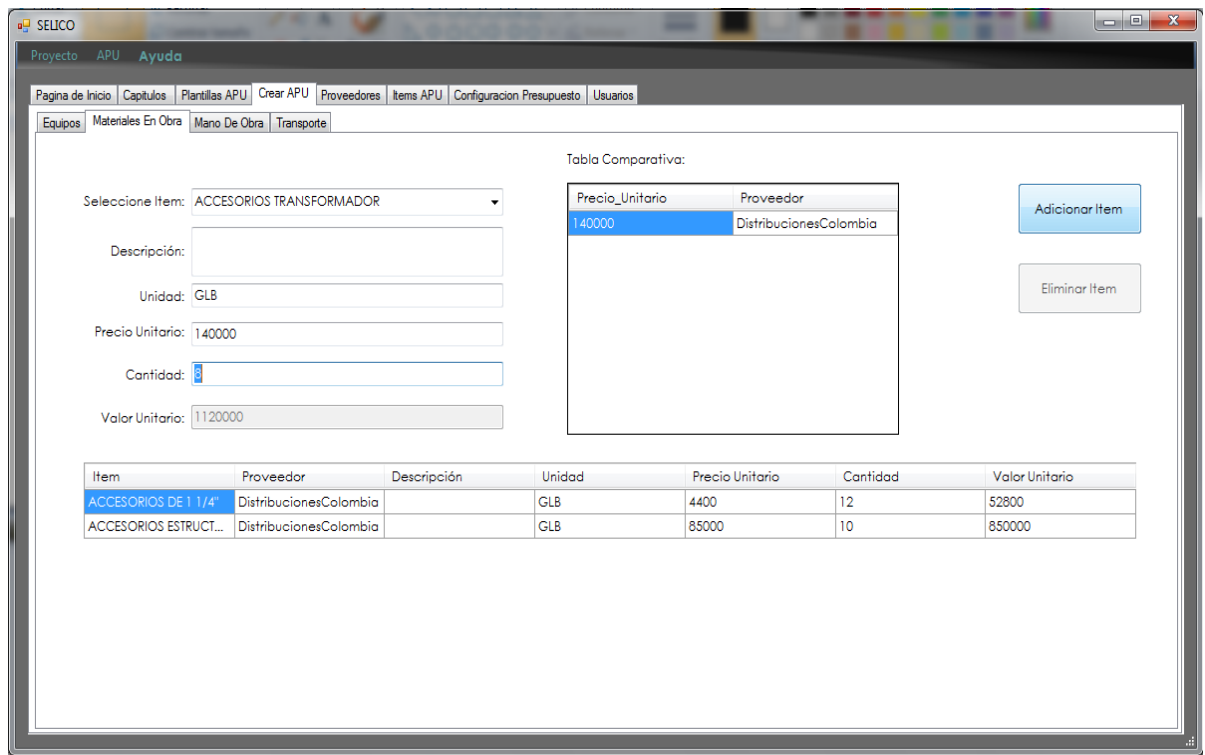 SELICO
Proyecto APU Ayuda
Pagina de Inicio Capitulos Plantillas APU Crear APU Proveedores Items APU Configuracion Presupuesto Usuarios
Equipos Materiales En Obra Mano De Obra Transporte
Tabla Comparativa:
Seleccione Item: ACCESORIOS TRANSFORMADOR
Precio_Unitario Proveedor
140000 DistribucionesColombia
Adicionar Item
Descripción:
Eliminar Item
Unidad: GLB
Precio Unitario: 140000
Cantidad: 8
Valor Unitario: 1120000
Item Proveedor Descripción Unidad Precio Unitario Cantidad Valor Unitario
ACCESORIOS DE 1 1/4" DistribucionesColombia GLB 4400 12 52800
ACCESORIOS ESTRUCT... DistribucionesColombia GLB 85000 10 850000